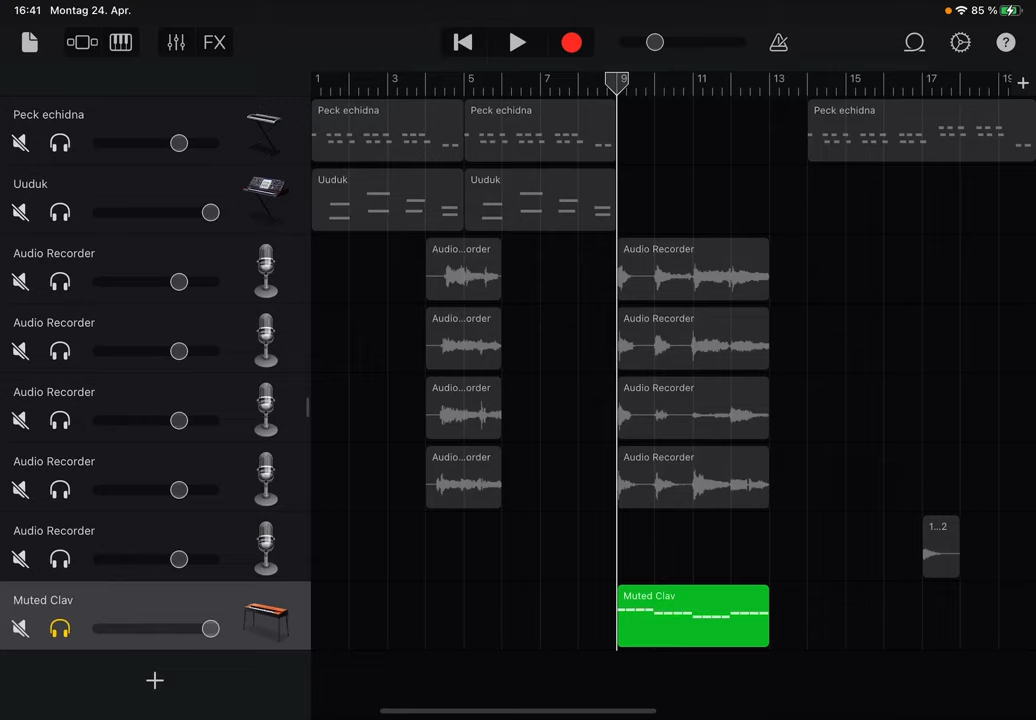 16:41 Montag 24. Apr. 85 %
FX ?
1 3 5 7 9 11 13 15 17 19 +
Peck echidna
Peck echidna Peck echidna Peck echidna
Uuduk
Uuduk Uuduk
Audio Recorder
Audio...order Audio Recorder
Audio Recorder
Audio...order Audio Recorder
Audio Recorder
Audio...order Audio Recorder
Audio Recorder
Audio...order Audio Recorder
Audio Recorder
1...2
Muted Clav
Muted Clav
+